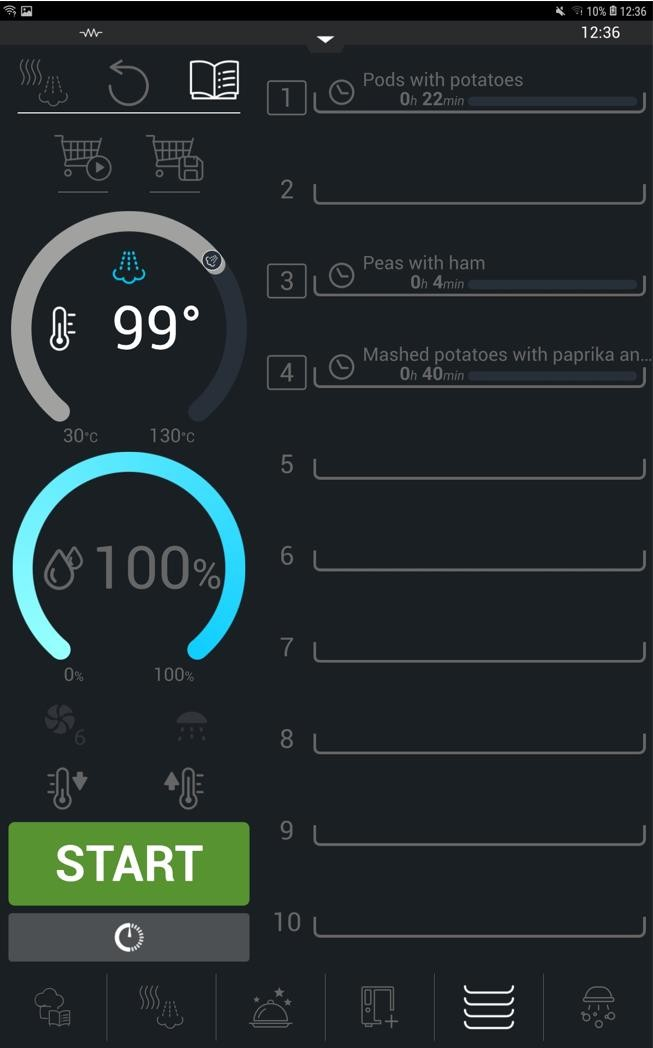 10% 12:36
12:36
1
Pods with potatoes
0h 22min
2
3
Peas with ham
0h 4min
4
Mashed potatoes with paprika an...
0h 40min
5
6
7
8
9
10
99°
30°C 130°C
100%
0% 100%
6
START